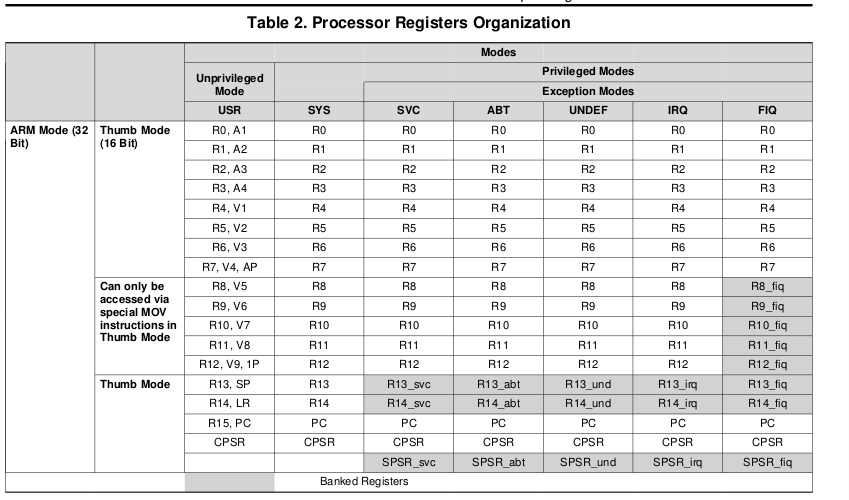 Table 2. Processor Registers Organization
Modes
Unprivileged Mode Privileged Modes
Exception Modes
USR SYS SVC ABT UNDEF IRQ FIQ
ARM Mode (32 Bit) Thumb Mode (16 Bit) R0, A1 R0 R0 R0 R0 R0 R0
R1, A2 R1 R1 R1 R1 R1 R1
R2, A3 R2 R2 R2 R2 R2 R2
R3, A4 R3 R3 R3 R3 R3 R3
R4, V1 R4 R4 R4 R4 R4 R4
R5, V2 R5 R5 R5 R5 R5 R5
R6, V3 R6 R6 R6 R6 R6 R6
R7, V4, AP R7 R7 R7 R7 R7 R7
Can only be accessed via special MOV instructions in Thumb Mode R8, V5 R8 R8 R8 R8 R8 R8_fiq
R9, V6 R9 R9 R9 R9 R9 R9_fiq
R10, V7 R10 R10 R10 R10 R10 R10_fiq
R11, V8 R11 R11 R11 R11 R11 R11_fiq
R12, V9, 1P R12 R12 R12 R12 R12 R12_fiq
Thumb Mode R13, SP R13 R13_svc R13_abt R13_und R13_irq R13_fiq
R14, LR R14 R14_svc R14_abt R14_und R14_irq R14_fiq
R15, PC PC PC PC PC PC PC
CPSR CPSR CPSR CPSR CPSR CPSR CPSR
SPSR_svc SPSR_abt SPSR_und SPSR_irq SPSR_fiq
Banked Registers